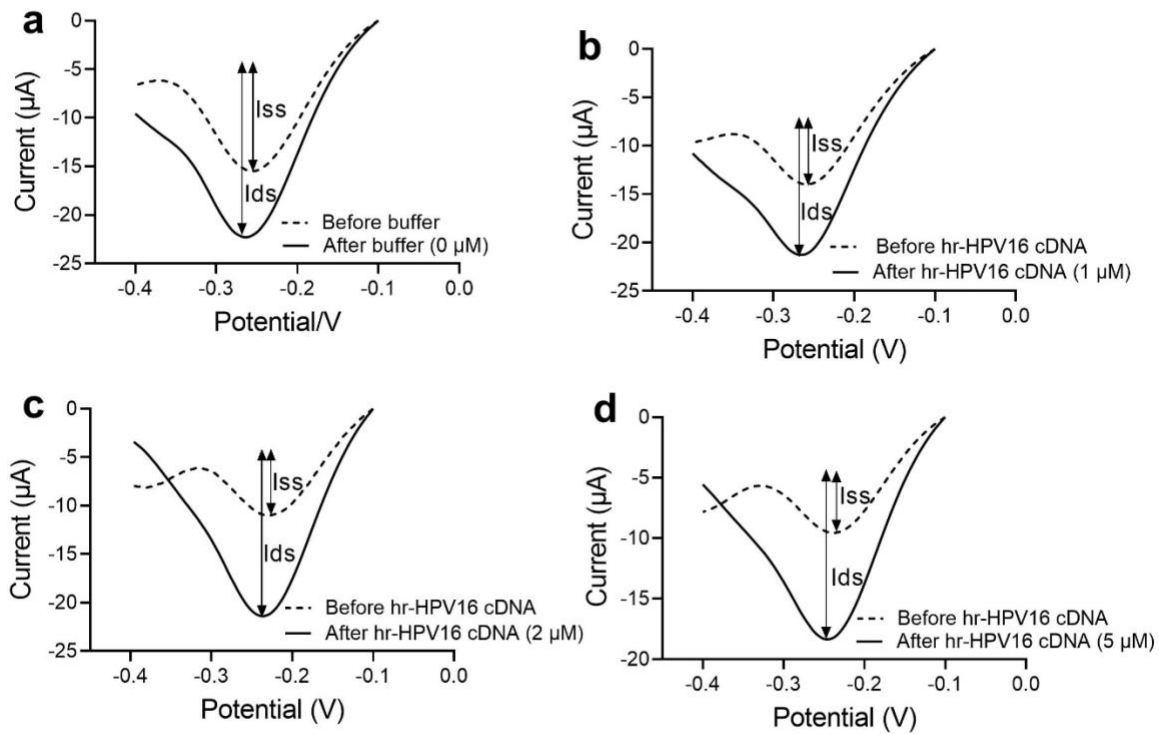 a
0
-5
-10
-15
-20
-25
Current (µA)
Iss
Ids
Before buffer
After buffer (0 µM)
-0.4
-0.3
-0.2
-0.1
0.0
Potential/V
b
0
-5
-10
-15
-20
-25
Current (µA)
Iss
Ids
Before hr-HPV16 cDNA
After hr-HPV16 cDNA (1 µM)
-0.4
-0.3
-0.2
-0.1
0.0
Potential (V)
c
0
-5
-10
-15
-20
-25
Current (µA)
Iss
Ids
Before hr-HPV16 cDNA
After hr-HPV16 cDNA (2 µM)
-0.4
-0.3
-0.2
-0.1
0.0
Potential (V)
d
0
-5
-10
-15
-20
Current (µA)
Iss
Ids
Before hr-HPV16 cDNA
After hr-HPV16 cDNA (5 µM)
-0.4
-0.3
-0.2
-0.1
0.0
Potential (V)